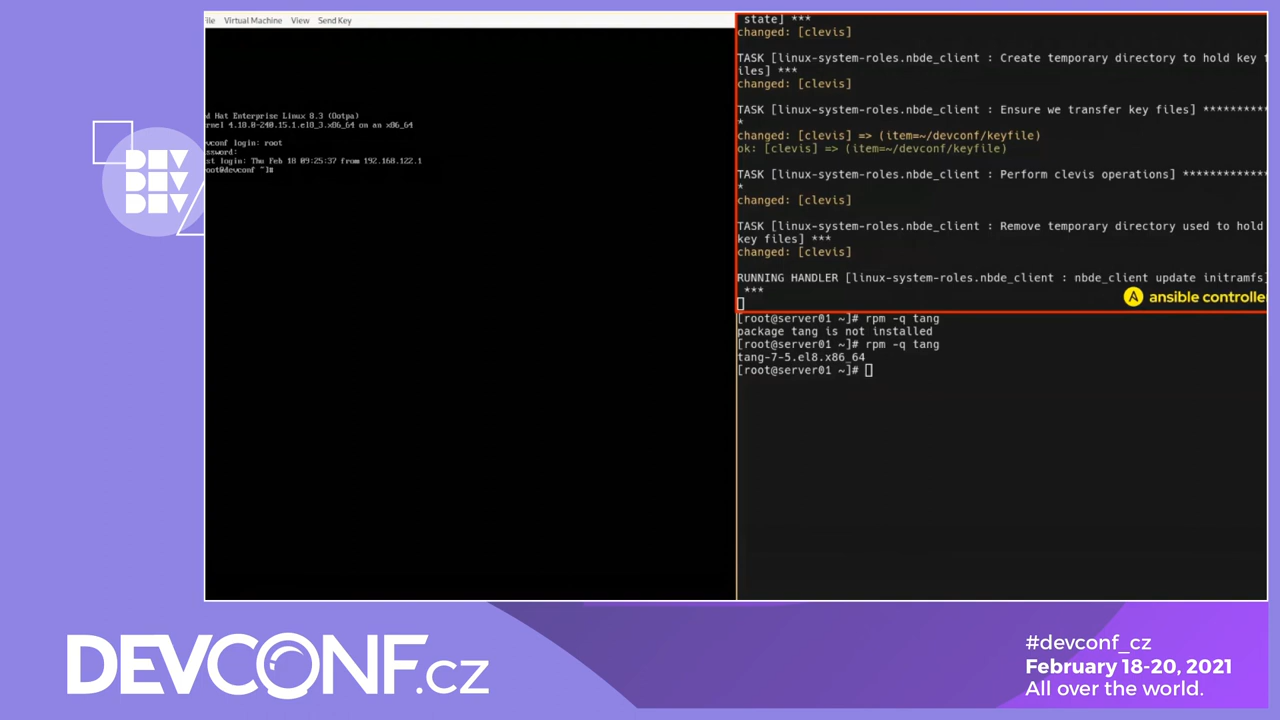 ile Virtual Machine View Send Key
d Hat Enterprise Linux 8.3 (Ootpa)
rnel 4.18.0-240.15.1.el8_3.x86_64 on an x86_64
vconf login: root
assword:
st login: Thu Feb 18 09:25:37 from 192.168.122.1
oot@devconf ~]#
state] ***
changed: [clevis]
TASK [linux-system-roles.nbde_client : Create temporary directory to hold key f
iles] ***
changed: [clevis]
TASK [linux-system-roles.nbde_client : Ensure we transfer key files] **********
*
changed: [clevis] => (item=~/devconf/keyfile)
ok: [clevis] => (item=~/devconf/keyfile)
TASK [linux-system-roles.nbde_client : Perform clevis operations] *************
*
changed: [clevis]
TASK [linux-system-roles.nbde_client : Remove temporary directory used to hold
key files] ***
changed: [clevis]
RUNNING HANDLER [linux-system-roles.nbde_client : nbde_client update initramfs]
***
A ansible controlle
[root@server01 ~]# rpm -q tang
package tang is not installed
[root@server01 ~]# rpm -q tang
tang-7-5.el8.x86_64
[root@server01 ~]#
DEV
DEV
DEV
DEVCONF.cz
#devconf_cz
February 18-20, 2021
All over the world.